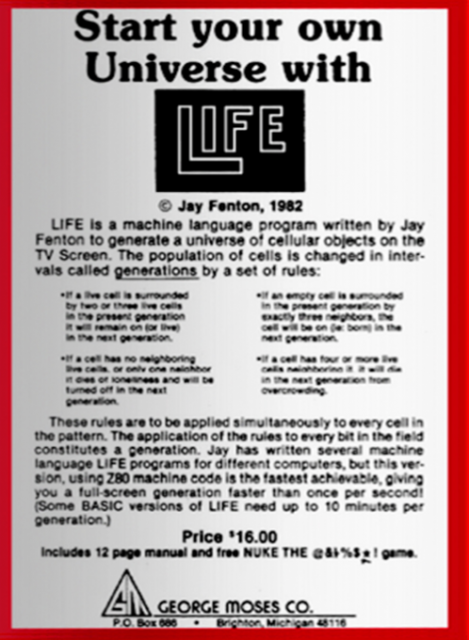 Start your own
Universe with
LIFE
© Jay Fenton, 1982
LIFE is a machine language program written by Jay
Fenton to generate a universe of cellular objects on the
TV Screen. The population of cells is changed in inter-
vals called generations by a set of rules:
•If a live cell is surrounded
by two or three live cells
in the present generation
it will remain on (or live)
in the next generation.
•If a cell has no neighboring
live cells, or only one neighbor
it dies of loneliness and will be
turned off in the next
generation.
•If an empty cell is surrounded
in the present generation by
exactly three neighbors, the
cell will be on (ie: born) in the
next generation.
•If a cell has four or more live
cells neighboring it, it will die
in the next generation from
overcrowding.
These rules are to be applied simultaneously to every cell in
the pattern. The application of the rules to every bit in the field
constitutes a generation. Jay has written several machine
language LIFE programs for different computers, but this ver-
sion, using Z80 machine code is the fastest achievable, giving
you a full-screen generation faster than once per second!
(Some BASIC versions of LIFE need up to 10 minutes per
generation.)
Price $16.00
Includes 12 page manual and free NUKE THE @&!·%$*! game.
GM GEORGE MOSES CO.
P.O. Box 686 • Brighton, Michigan 48116